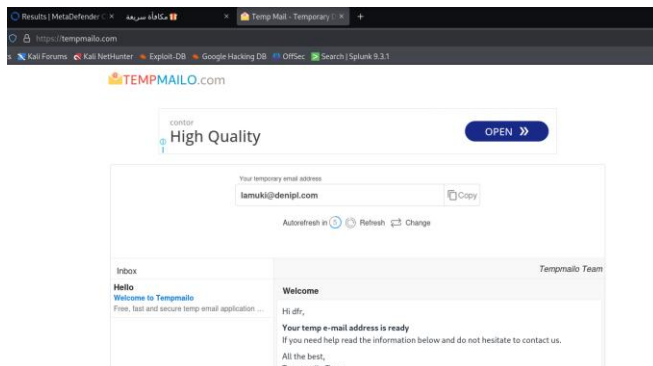 Results | MetaDefender C
مكافأة سريعة
Temp Mail - Temporary
https://tempmailo.com
s Kali Forums Kali NetHunter Exploit-DB Google Hacking DB OffSec Search | Splunk 9.3.1
TEMPMAILO.com
contor
High Quality
OPEN
Your temporary email address
lamuki@denipl.com
Copy
Autorefresh in 5 Refresh Change
Inbox
Tempmailo Team
Hello
Welcome to Tempmailo
Free, fast and secure temp email application ...
Welcome
Hi dfr,
Your temp e-mail address is ready
If you need help read the information below and do not hesitate to contact us.
All the best,